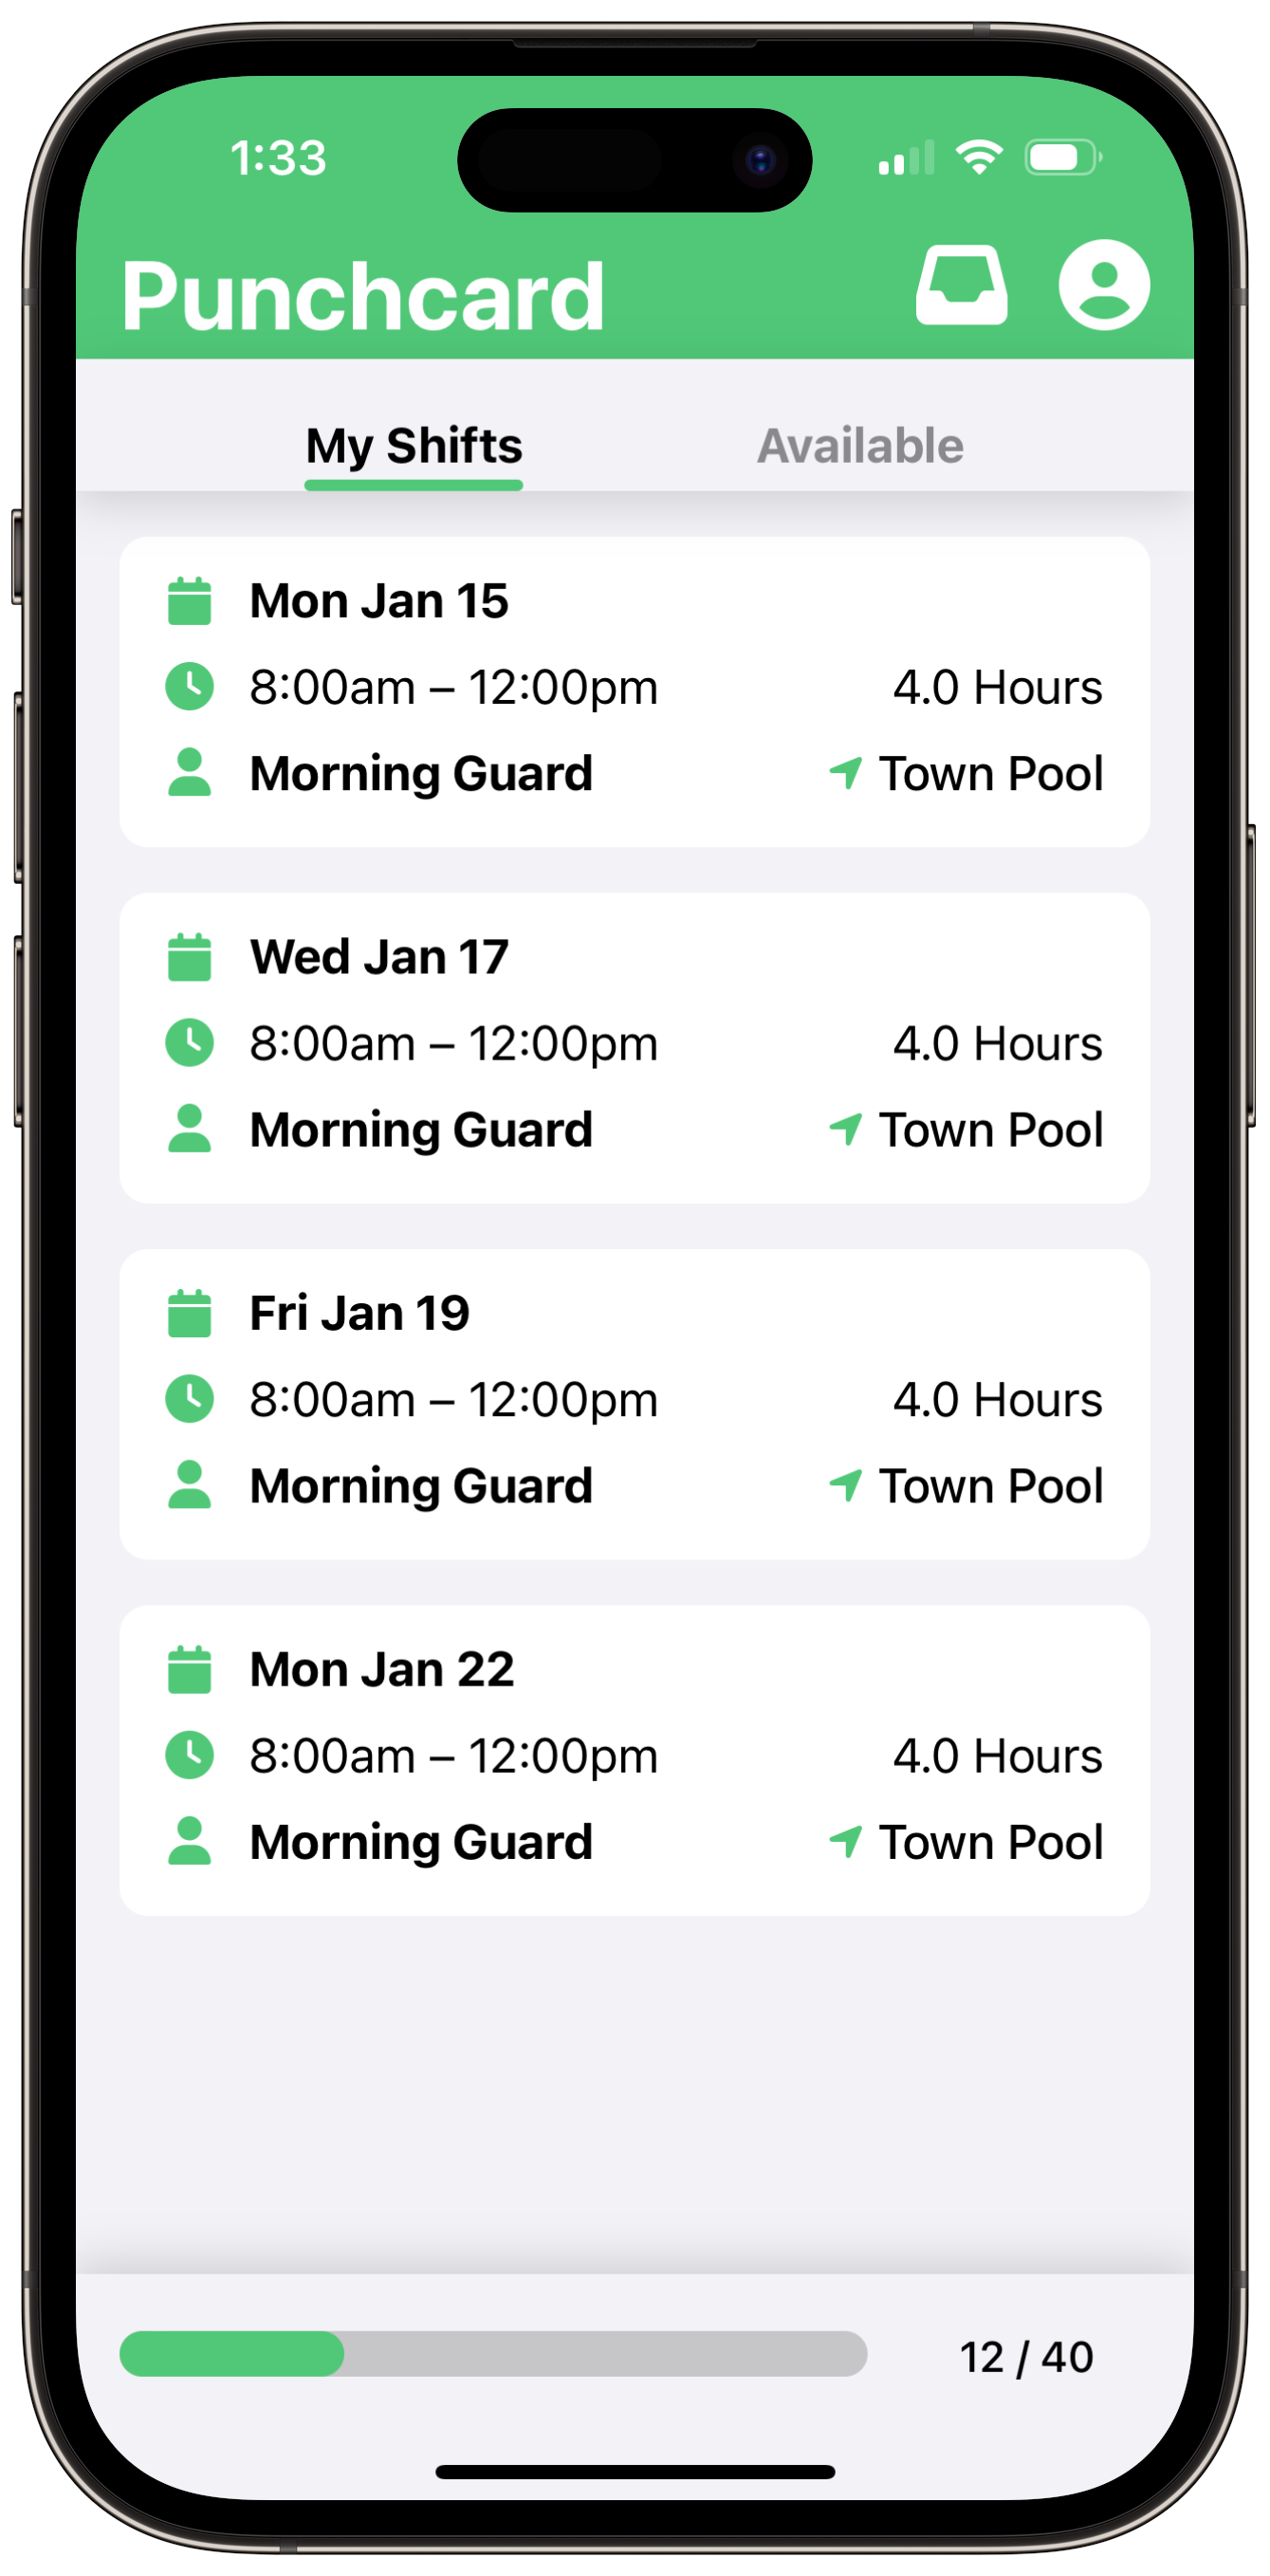 1:33
Punchcard
My Shifts Available
Mon Jan 15
8:00am – 12:00pm 4.0 Hours
Morning Guard Town Pool
Wed Jan 17
8:00am – 12:00pm 4.0 Hours
Morning Guard Town Pool
Fri Jan 19
8:00am – 12:00pm 4.0 Hours
Morning Guard Town Pool
Mon Jan 22
8:00am – 12:00pm 4.0 Hours
Morning Guard Town Pool
12 / 40